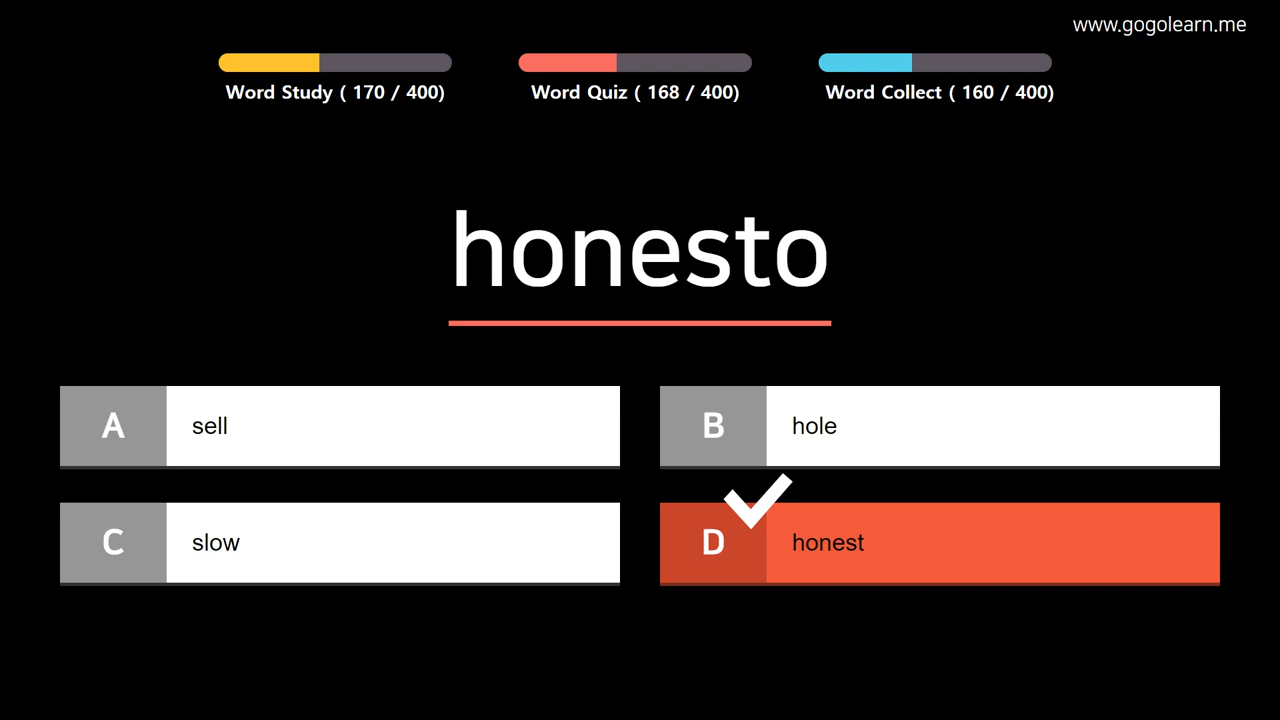 www.gogolearn.me
Word Study ( 170 / 400)
Word Quiz ( 168 / 400)
Word Collect ( 160 / 400)
honesto
A sell
B hole
C slow
D honest